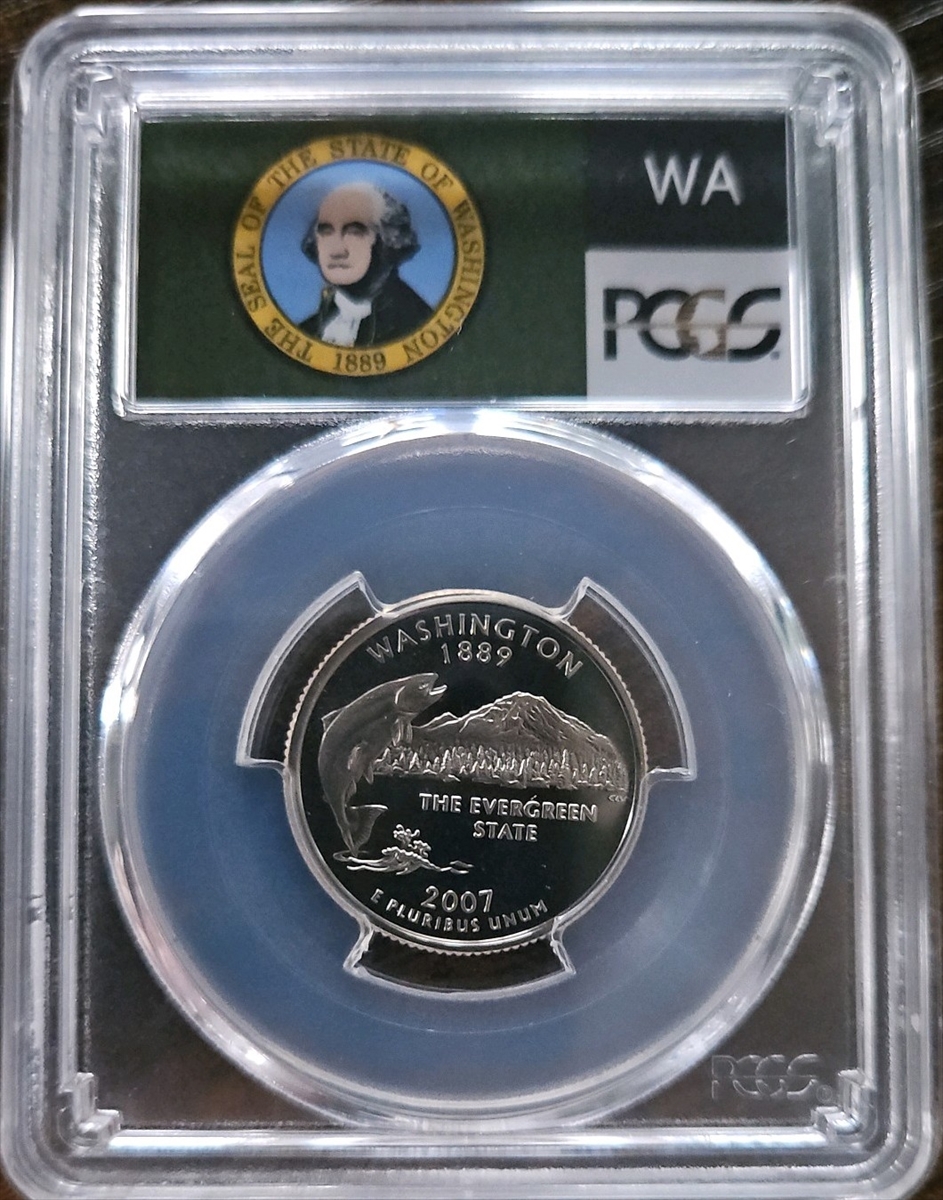 THE SEAL OF THE STATE OF WASHINGTON
1889
WA
PCGS
WASHINGTON
1889
THE EVERGREEN
STATE
2007
E PLURIBUS UNUM
PCGS